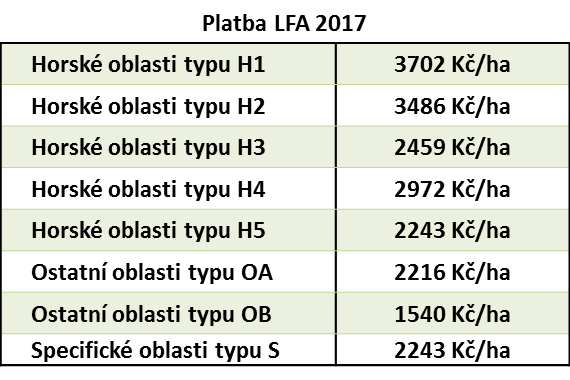 Platba LFA 2017
Horské oblasti typu H1 3702 Kč/ha
Horské oblasti typu H2 3486 Kč/ha
Horské oblasti typu H3 2459 Kč/ha
Horské oblasti typu H4 2972 Kč/ha
Horské oblasti typu H5 2243 Kč/ha
Ostatní oblasti typu OA 2216 Kč/ha
Ostatní oblasti typu OB 1540 Kč/ha
Specifické oblasti typu S 2243 Kč/ha